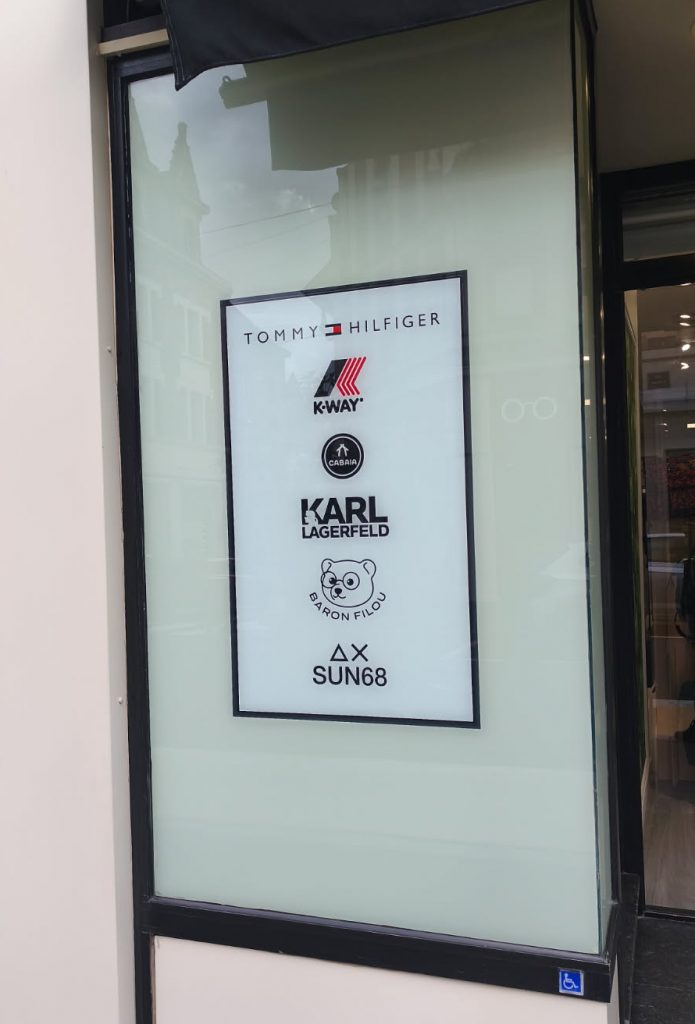 TOMMY HILFIGER
K-WAY
CABAIA
KARL
LAGERFELD
BARON FILOU
SUN68